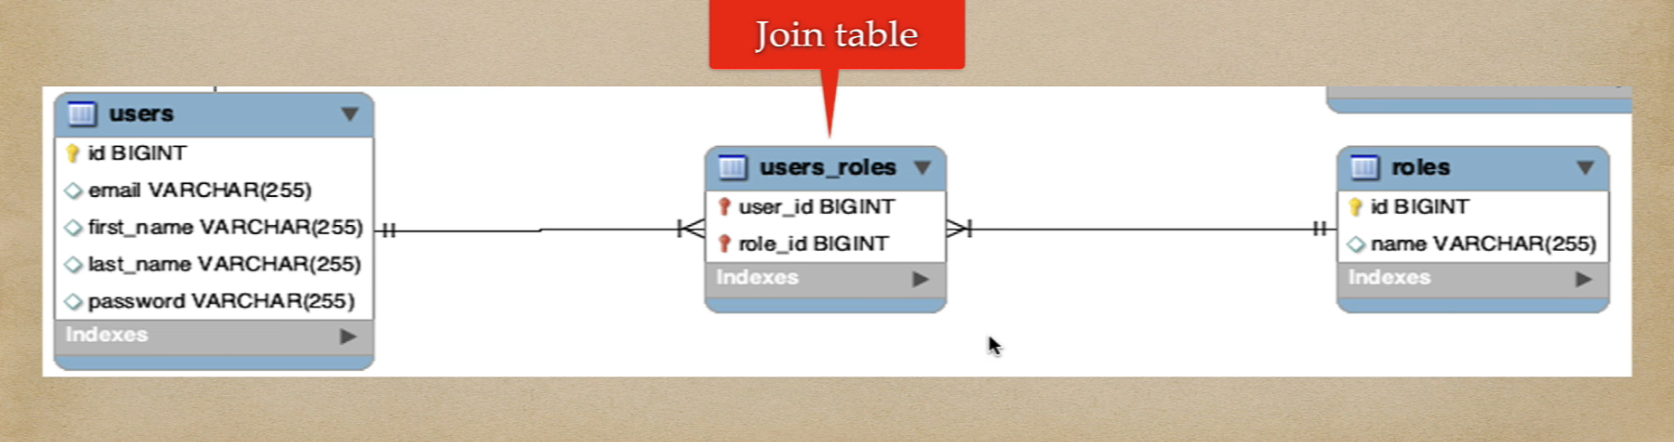 Join table
users
id BIGINT
email VARCHAR(255)
first_name VARCHAR(255)
last_name VARCHAR(255)
password VARCHAR(255)
Indexes
users_roles
user_id BIGINT
role_id BIGINT
Indexes
roles
id BIGINT
name VARCHAR(255)
Indexes